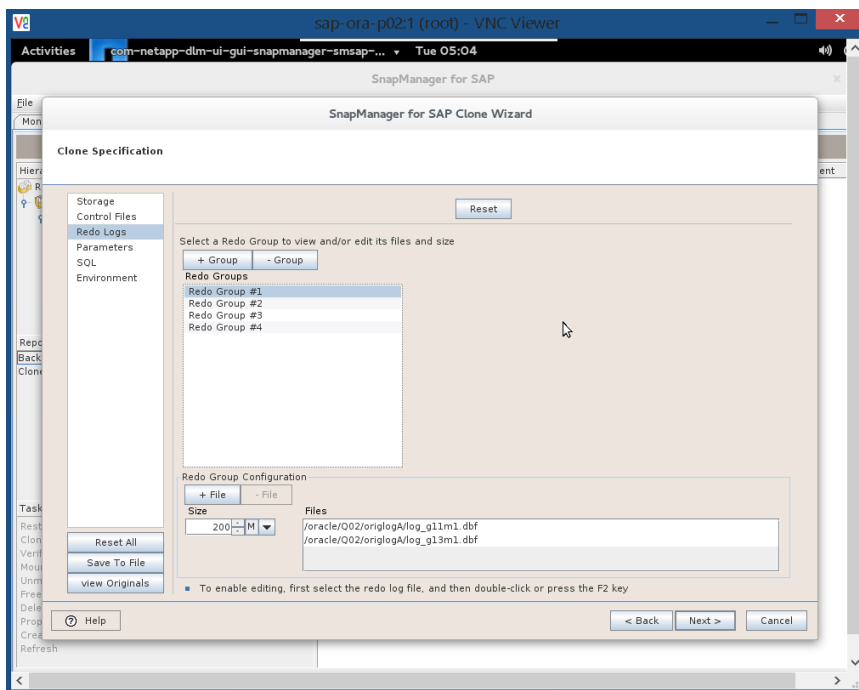 V2 sap-ora-p02:1 (root) - VNC Viewer
Activities com-netapp-dlm-ui-gui-snapmanager-smsap-... Tue 05:04
SnapManager for SAP
File
Mon
SnapManager for SAP Clone Wizard
Clone Specification
Hiera
ent
R
Storage
Control Files
Redo Logs
Parameters
SQL
Environment
Reset
Select a Redo Group to view and/or edit its files and size
+ Group - Group
Redo Groups
Redo Group #1
Redo Group #2
Redo Group #3
Redo Group #4
Repo
Back
Clone
Redo Group Configuration
+ File - File
Size Files
200 M /oracle/Q02/origlogA/log_g11m1.dbf
/oracle/Q02/origlogA/log_g13m1.dbf
Task
Rest
Clon
Verif
Mou
Unm
Free
Dele
Prop
Crea
Refresh
Reset All
Save To File
view Originals
To enable editing, first select the redo log file, and then double-click or press the F2 key
? Help < Back Next > Cancel